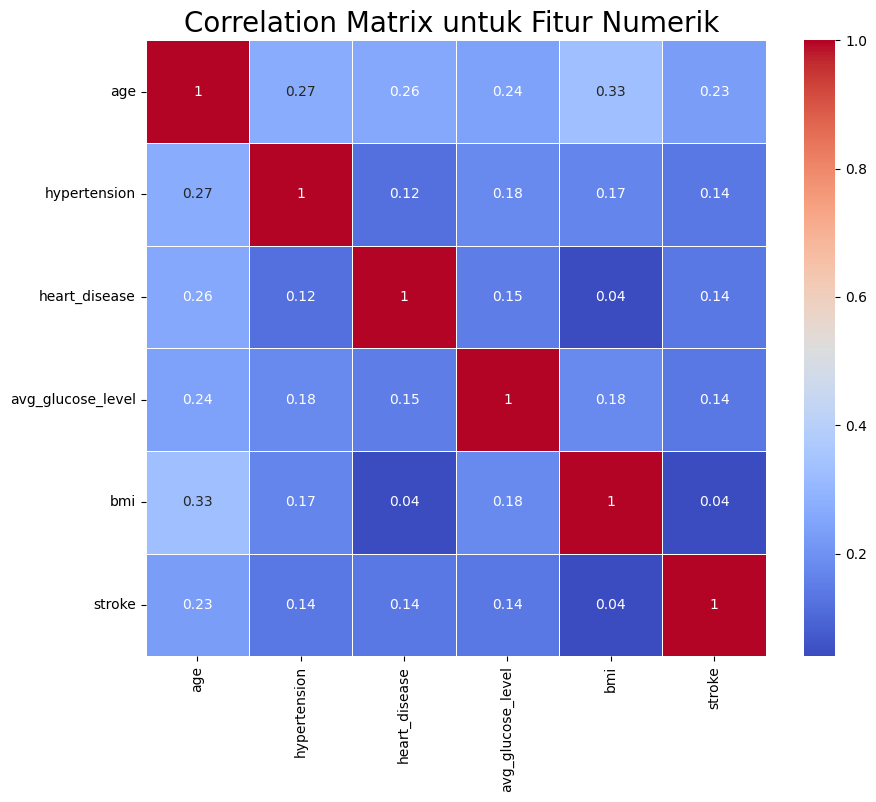 Correlation Matrix untuk Fitur Numerik
age 1 0.27 0.26 0.24 0.33 0.23
hypertension 0.27 1 0.12 0.18 0.17 0.14
heart_disease 0.26 0.12 1 0.15 0.04 0.14
avg_glucose_level 0.24 0.18 0.15 1 0.18 0.14
bmi 0.33 0.17 0.04 0.18 1 0.04
stroke 0.23 0.14 0.14 0.14 0.04 1
age
hypertension
heart_disease
avg_glucose_level
bmi
stroke
1.0
0.8
0.6
0.4
0.2